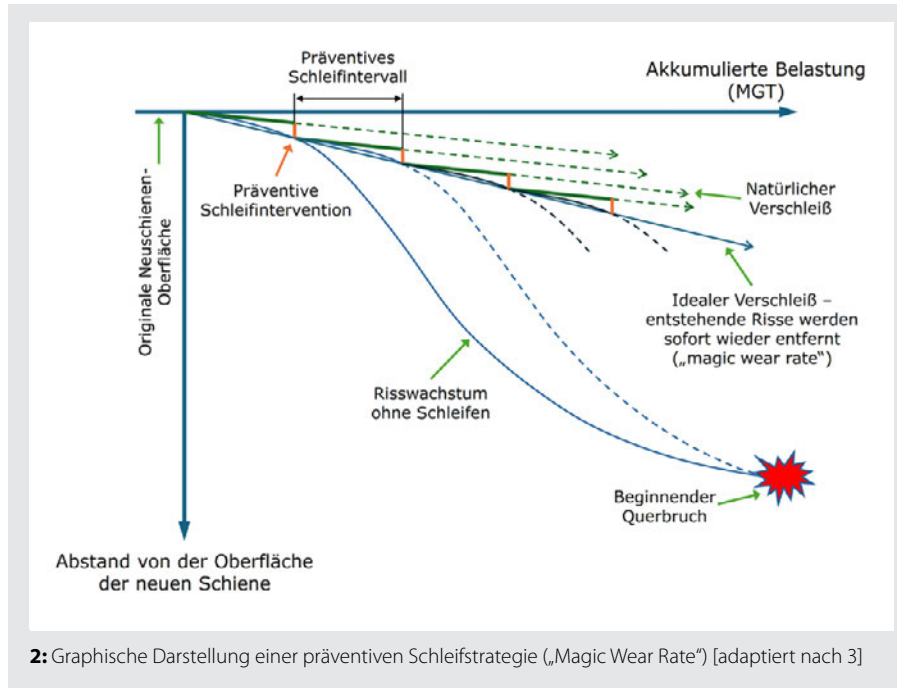 Präventives
Schleifintervall
Akkumulierte Belastung
(MGT)
Originale Neuschienen-
Oberfläche
Präventive
Schleifintervention
Natürlicher
Verschleiß
Idealer Verschleiß –
entstehende Risse werden
sofort wieder entfernt
(„magic wear rate“)
Risswachstum
ohne Schleifen
Beginnender
Querbruch
Abstand von der Oberfläche
der neuen Schiene
2: Graphische Darstellung einer präventiven Schleifstrategie („Magic Wear Rate“) [adaptiert nach 3]